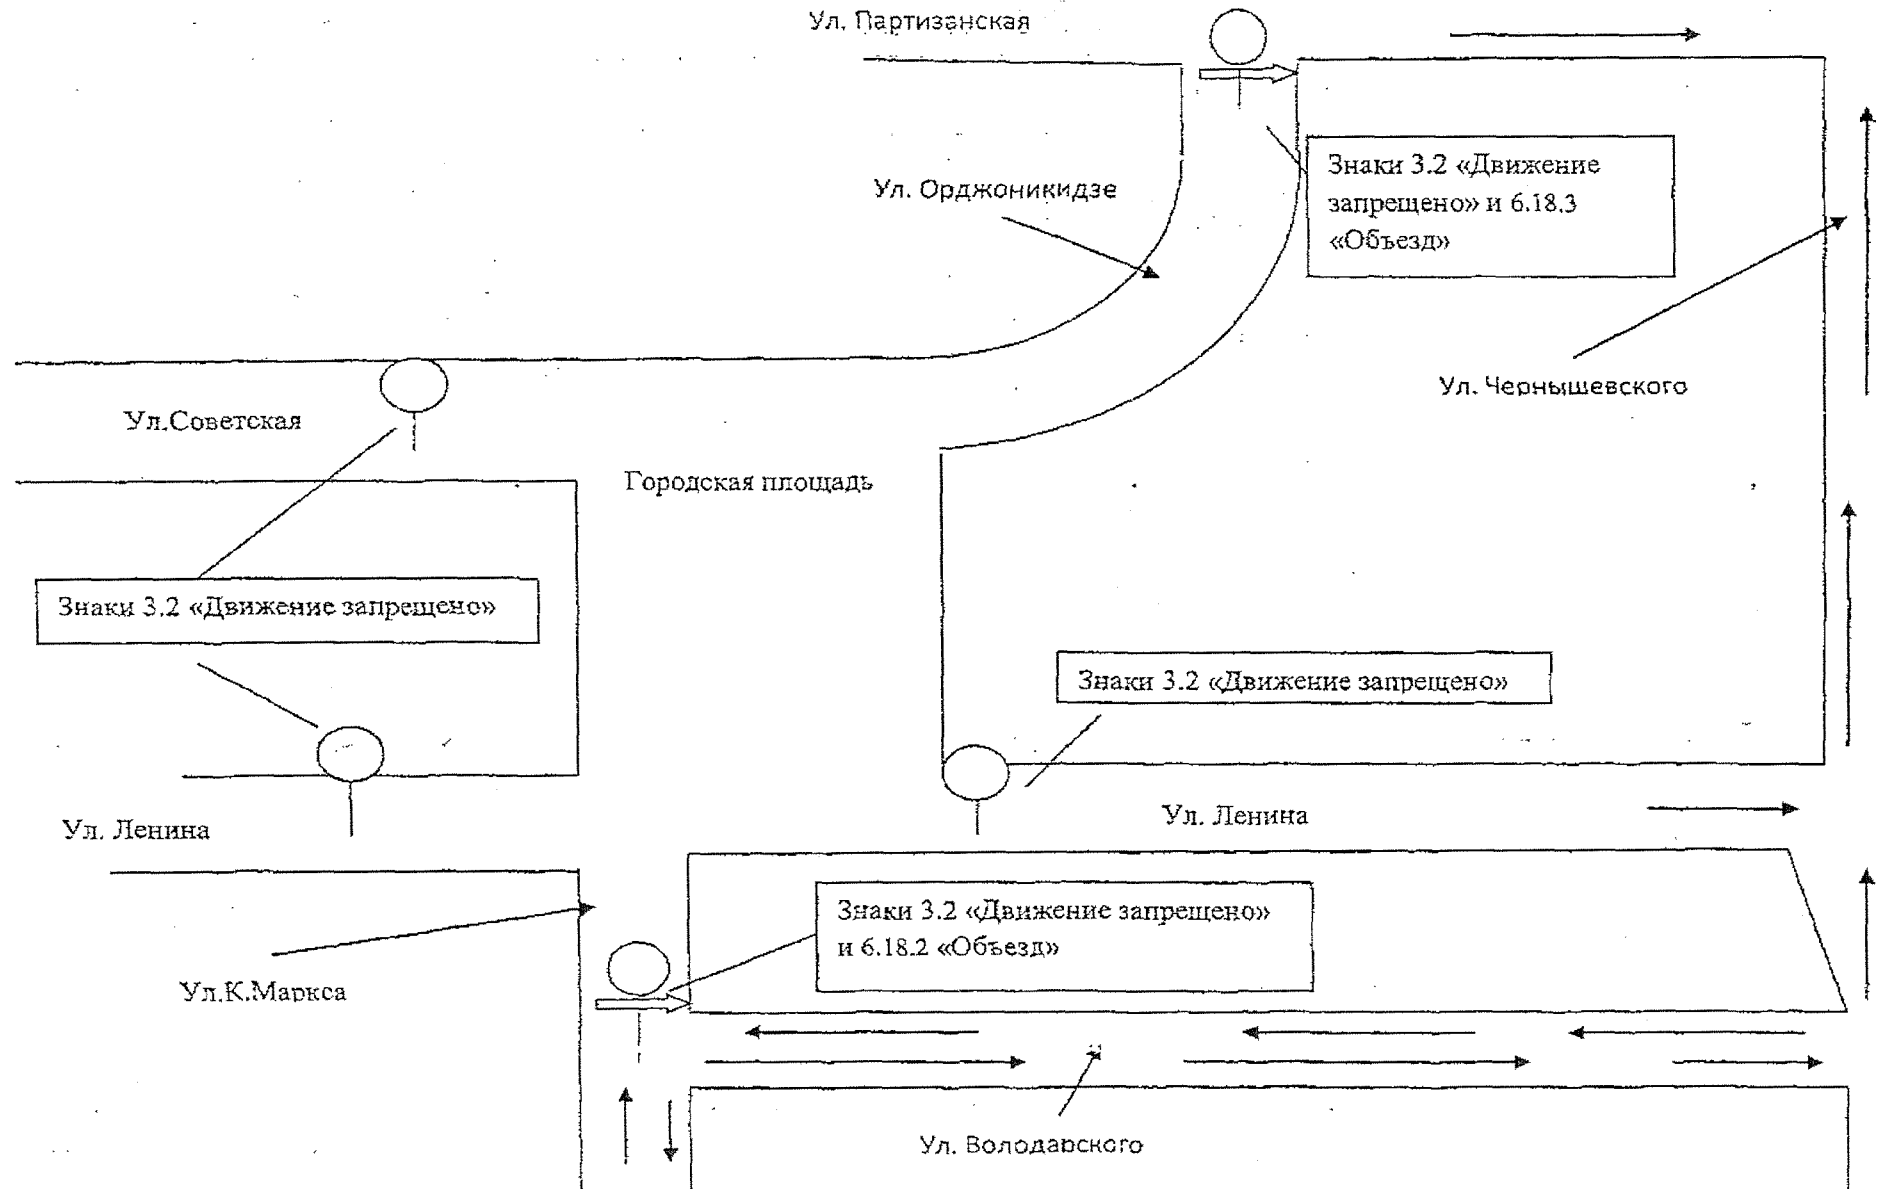 Ул. Партизанская
Знаки 3.2 «Движение
запрещено» и 6.18.3
«Объезд»
Ул. Орджоникидзе
Ул. Чернышевского
Ул.Советская
Городская площадь
Знаки 3.2 «Движение запрещено»
Знаки 3.2 «Движение запрещено»
Ул. Ленина
Ул. Ленина
Знаки 3.2 «Движение запрещено»
и 6.18.2 «Объезд»
Ул.К.Маркса
Ул. Володарского